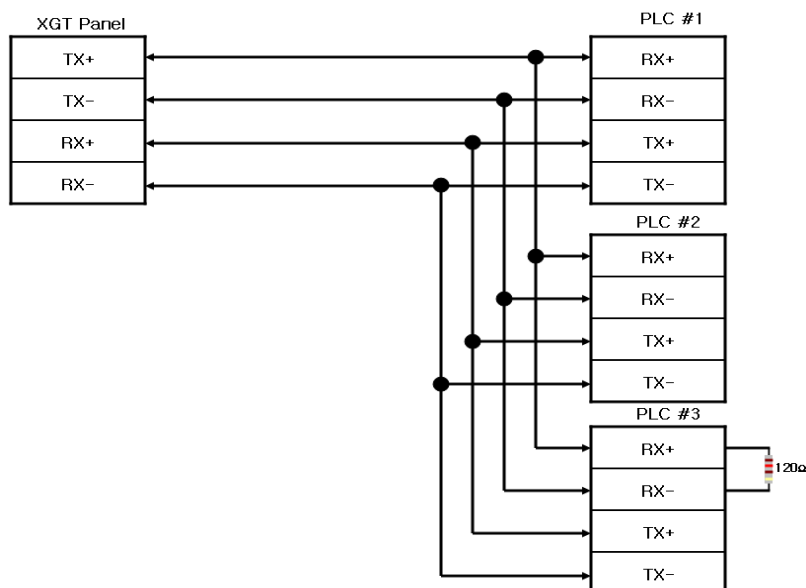 XGT Panel
TX+
TX-
RX+
RX-
PLC #1
RX+
RX-
TX+
TX-
PLC #2
RX+
RX-
TX+
TX-
PLC #3
RX+
RX-
TX+
TX-
120Ω